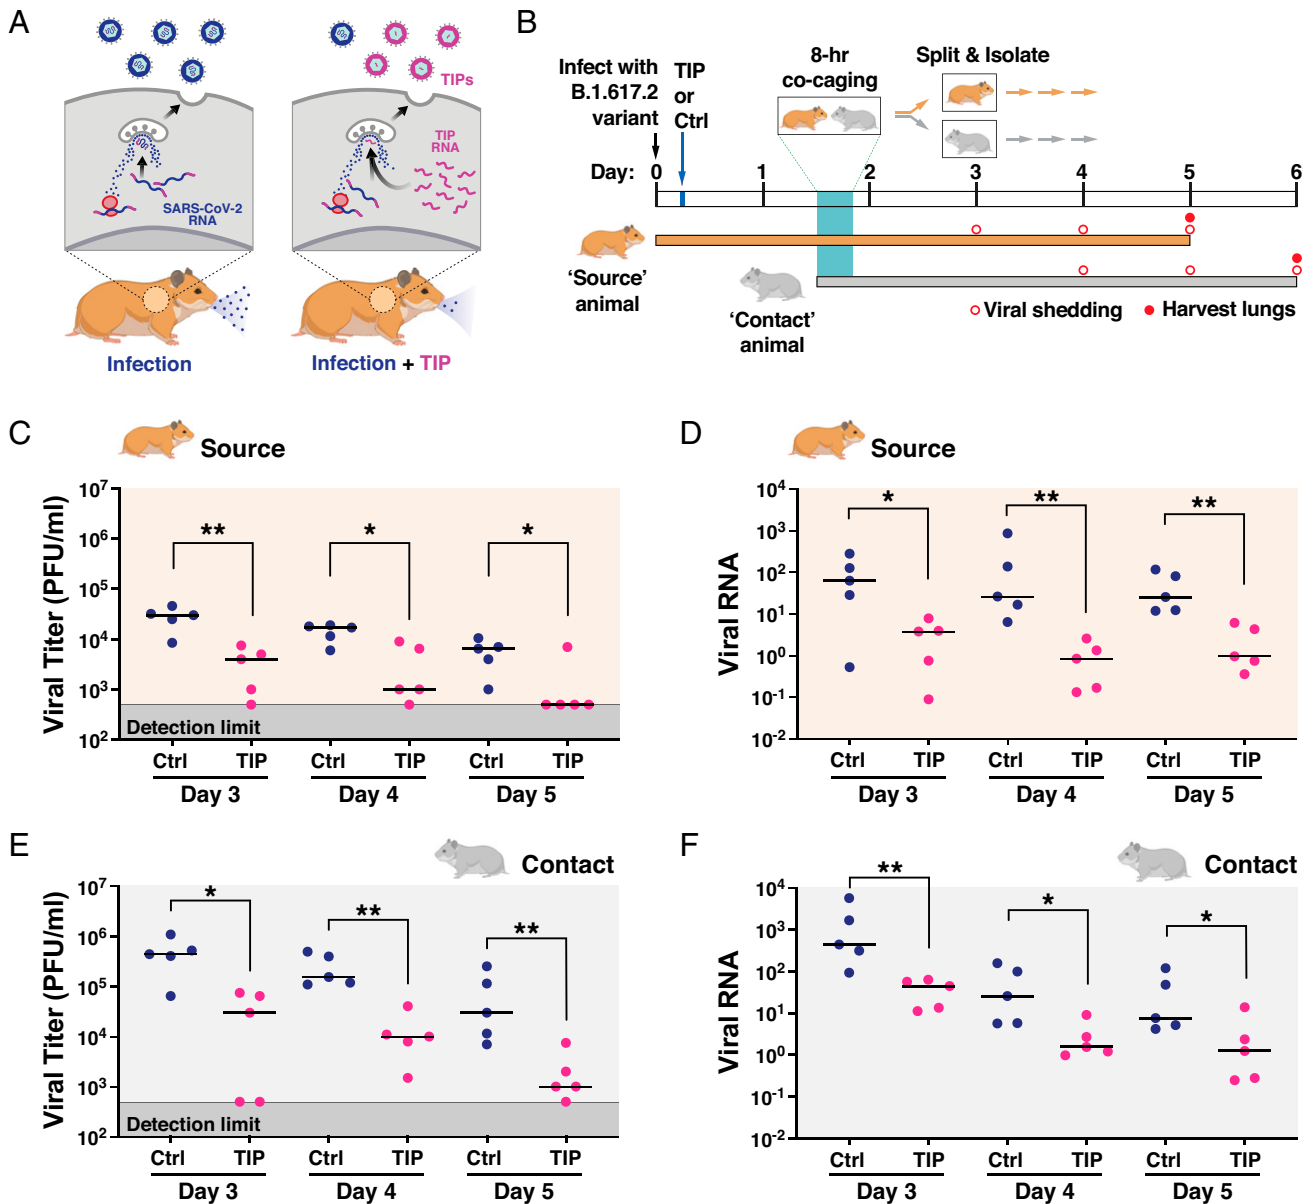 A
TIPs
TIP
RNA
SARS-CoV-2
RNA
Infection
Infection + TIP
B
Infect with
B.1.617.2
variant
TIP
or
Ctrl
8-hr
co-caging
Split & Isolate
Day: 0 1 2 3 4 5 6
'Source'
animal
'Contact'
animal
Viral shedding
Harvest lungs
C
Source
Viral Titer (PFU/ml)
10^7
10^6
10^5
10^4
10^3
10^2
** * *
Detection limit
Ctrl TIP Ctrl TIP Ctrl TIP
Day 3 Day 4 Day 5
D
Source
Viral RNA
10^4
10^3
10^2
10^1
10^0
10^-1
10^-2
* ** **
Ctrl TIP Ctrl TIP Ctrl TIP
Day 3 Day 4 Day 5
E
Contact
Viral Titer (PFU/ml)
10^7
10^6
10^5
10^4
10^3
10^2
* ** **
Detection limit
Ctrl TIP Ctrl TIP Ctrl TIP
Day 3 Day 4 Day 5
F
Contact
Viral RNA
10^4
10^3
10^2
10^1
10^0
10^-1
10^-2
** * *
Ctrl TIP Ctrl TIP Ctrl TIP
Day 3 Day 4 Day 5